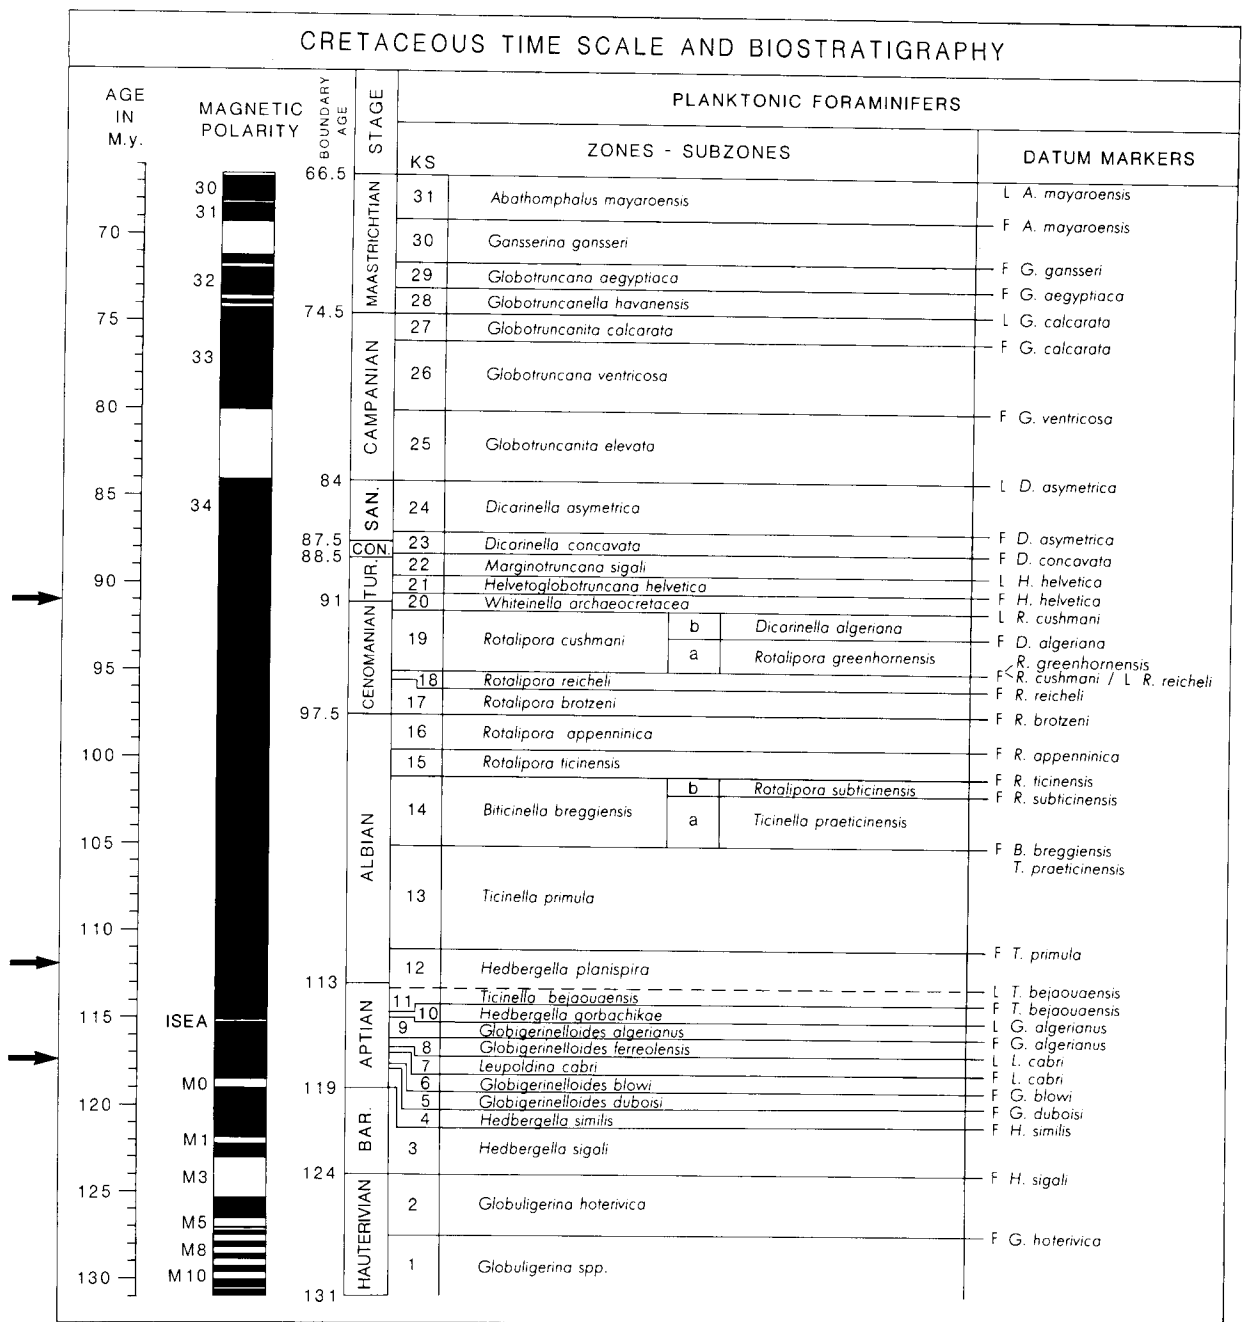 CRETACEOUS TIME SCALE AND BIOSTRATIGRAPHY
AGE IN M.y.
MAGNETIC POLARITY
BOUNDARY AGE
STAGE
PLANKTONIC FORAMINIFERS
KS
ZONES - SUBZONES
DATUM MARKERS
70
75
80
85
90
95
100
105
110
115
120
125
130
30
31
32
33
34
ISEA
M0
M1
M3
M5
M8
M10
66.5
74.5
84
87.5
88.5
91
97.5
113
119
124
131
MAASTRICHTIAN
CAMPANIAN
SAN.
CON.
TUR.
CENOMANIAN
ALBIAN
APTIAN
BAR.
HAUTERIVIAN
31 Abathomphalus mayaroensis
30 Gansserina gansseri
29 Globotruncana aegyptiaca
28 Globotruncanella havanensis
27 Globotruncanita calcarata
26 Globotruncana ventricosa
25 Globotruncanita elevata
24 Dicarinella asymetrica
23 Dicarinella concavata
22 Marginotruncana sigali
21 Helvetoglobotruncana helvetica
20 Whiteinella archaeocretacea
19 Rotalipora cushmani
b Dicarinella algeriana
a Rotalipora greenhornensis
18 Rotalipora reicheli
17 Rotalipora brotzeni
16 Rotalipora appenninica
15 Rotalipora ticinensis
14 Biticinella breggiensis
b Rotalipora subticinensis
a Ticinella praeticinensis
13 Ticinella primula
12 Hedbergella planispira
11 Ticinella bejaouaensis
10 Hedbergella gorbachikae
9 Globigerinelloides algerianus
8 Globigerinelloides ferreolensis
7 Leupoldina cabri
6 Globigerinelloides blowi
5 Globigerinelloides duboisi
4 Hedbergella similis
3 Hedbergella sigali
2 Globuligerina hoterivica
1 Globuligerina spp.
L A. mayaroensis
F A. mayaroensis
F G. gansseri
F G. aegyptiaca
L G. calcarata
F G. calcarata
F G. ventricosa
L D. asymetrica
F D. asymetrica
F D. concavata
L H. helvetica
F H. helvetica
L R. cushmani
F D. algeriana
R. greenhornensis
F R. cushmani / L R. reicheli
F R. reicheli
F R. brotzeni
F R. appenninica
F R. ticinensis
F R. subticinensis
F B. breggiensis
T. praeticinensis
F T. primula
L T. bejaouaensis
F T. bejaouaensis
L G. algerianus
F G. algerianus
L L. cabri
F L. cabri
F G. blowi
F G. duboisi
F H. similis
F H. sigali
F G. hoterivica